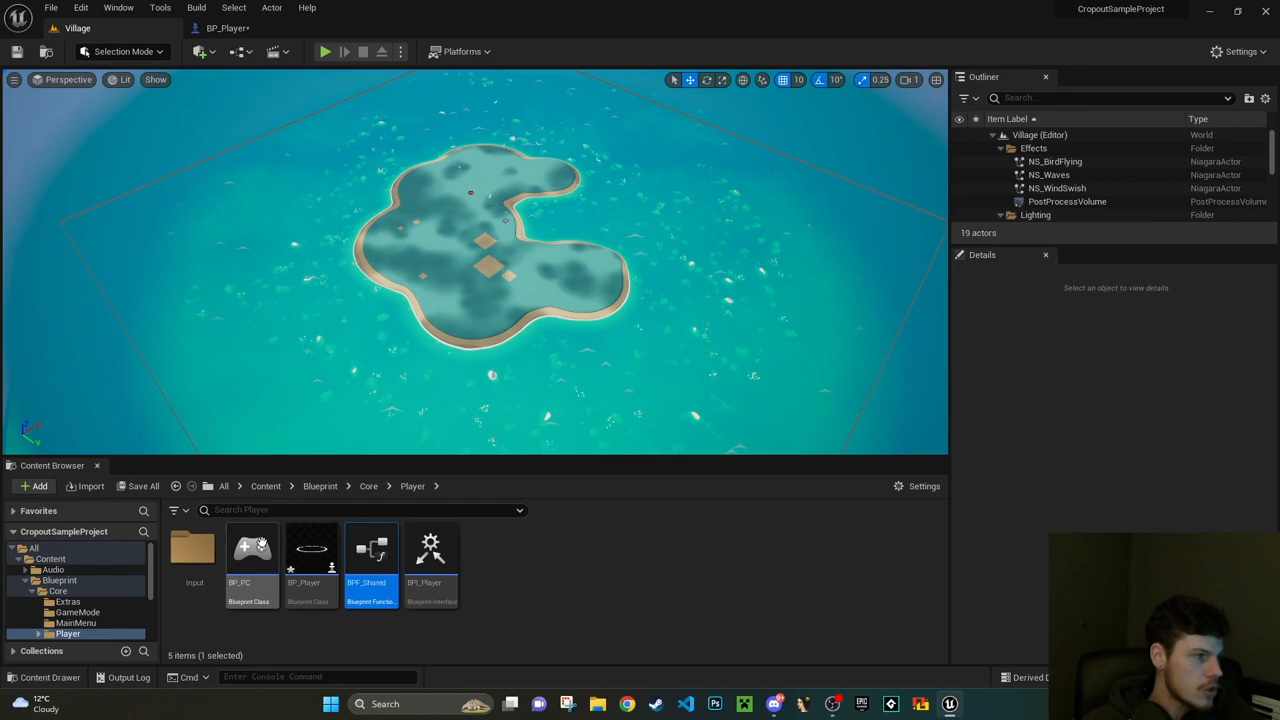 File Edit Window Tools Build Select Actor Help
CropoutSampleProject
Village
BP_Player*
Selection Mode
Platforms
Settings
Perspective
Lit
Show
10
10°
0.25
1
Outliner
Search...
Item Label
Type
Village (Editor) World
Effects Folder
NS_BirdFlying NiagaraActor
NS_Waves NiagaraActor
NS_WindSwish NiagaraActor
PostProcessVolume PostProcessVolume
Lighting Folder
19 actors
Details
Select an object to view details.
X
Y
Z
Content Browser
Add
Import
Save All
All
Content
Blueprint
Core
Player
Settings
Favorites
CropoutSampleProject
All
Content
Audio
Blueprint
Core
Extras
GameMode
MainMenu
Player
Collections
Search Player
Input
BP_PC
Blueprint Class
BP_Player
Blueprint Class
BPF_Shared
Blueprint Functio
BPI_Player
Blueprint Interface
5 items (1 selected)
Content Drawer
Output Log
Cmd
Enter Console Command
Derived D
12°C
Cloudy
Search